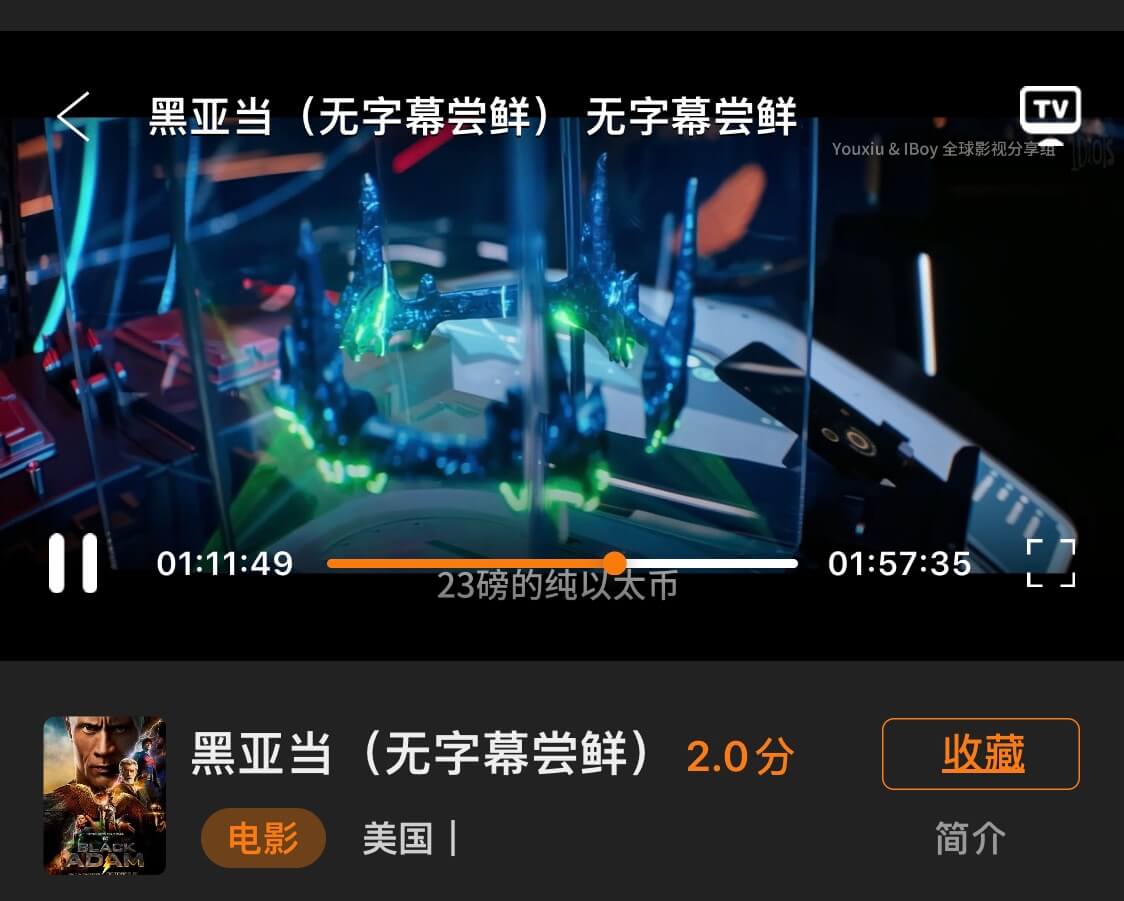 黑亚当（无字幕尝鲜） 无字幕尝鲜
TV
Youxiu & IBoy 全球影视分享组
01:11:49
01:57:35
23磅的纯以太币
黑亚当（无字幕尝鲜） 2.0分
收藏
电影
美国 |
简介
BLACK
ADAM